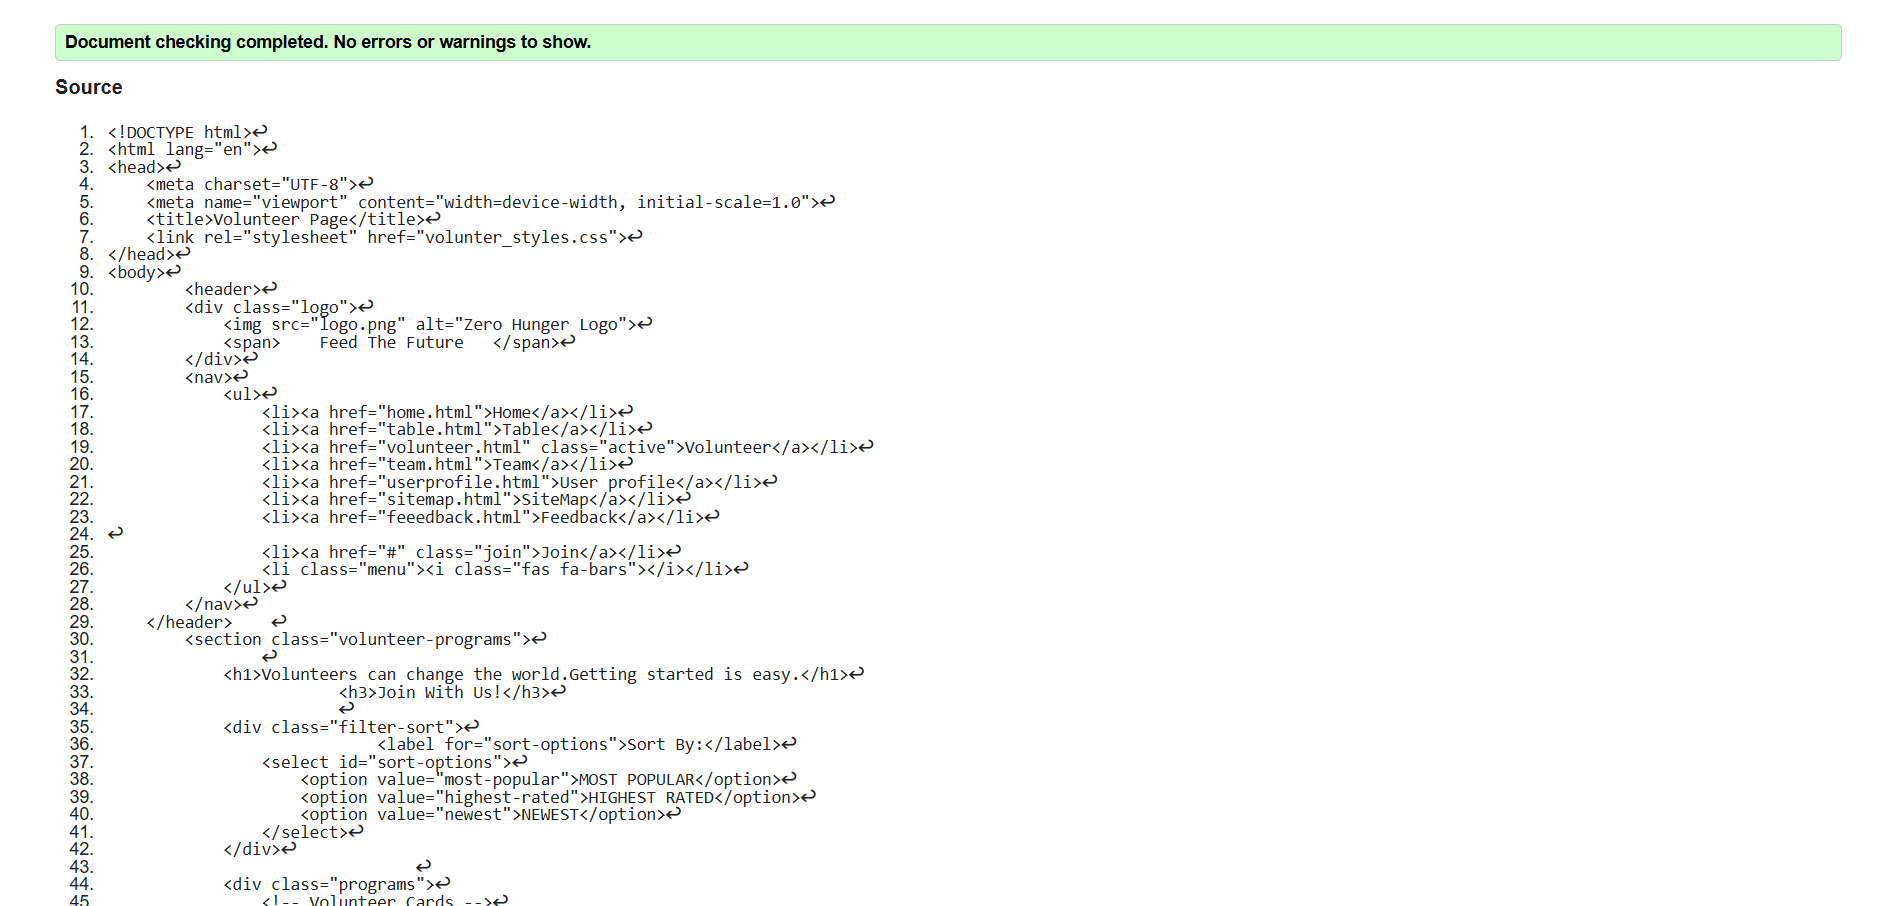 Document checking completed. No errors or warnings to show.
Source
1. <!DOCTYPE html>↩
2. <html lang="en">↩
3. <head>↩
4.     <meta charset="UTF-8">↩
5.     <meta name="viewport" content="width=device-width, initial-scale=1.0">↩
6.     <title>Volunteer Page</title>↩
7.     <link rel="stylesheet" href="volunter_styles.css">↩
8. </head>↩
9. <body>↩
10.         <header>↩
11.         <div class="logo">↩
12.             <img src="logo.png" alt="Zero Hunger Logo">↩
13.             <span>    Feed The Future   </span>↩
14.         </div>↩
15.         <nav>↩
16.             <ul>↩
17.                 <li><a href="home.html">Home</a></li>↩
18.                 <li><a href="table.html">Table</a></li>↩
19.                 <li><a href="volunteer.html" class="active">Volunteer</a></li>↩
20.                 <li><a href="team.html">Team</a></li>↩
21.                 <li><a href="userprofile.html">User profile</a></li>↩
22.                 <li><a href="sitemap.html">SiteMap</a></li>↩
23.                 <li><a href="feeedback.html">Feedback</a></li>↩
24. ↩
25.                 <li><a href="#" class="join">Join</a></li>↩
26.                 <li class="menu"><i class="fas fa-bars"></i></li>↩
27.             </ul>↩
28.         </nav>↩
29.     </header>    ↩
30.         <section class="volunteer-programs">↩
31.                 ↩
32.             <h1>Volunteers can change the world.Getting started is easy.</h1>↩
33.                         <h3>Join With Us!</h3>↩
34.                         ↩
35.             <div class="filter-sort">↩
36.                             <label for="sort-options">Sort By:</label>↩
37.                 <select id="sort-options">↩
38.                     <option value="most-popular">MOST POPULAR</option>↩
39.                     <option value="highest-rated">HIGHEST RATED</option>↩
40.                     <option value="newest">NEWEST</option>↩
41.                 </select>↩
42.             </div>↩
43.                                 ↩
44.             <div class="programs">↩
45                 <!-- Volunteer Cards -->↩